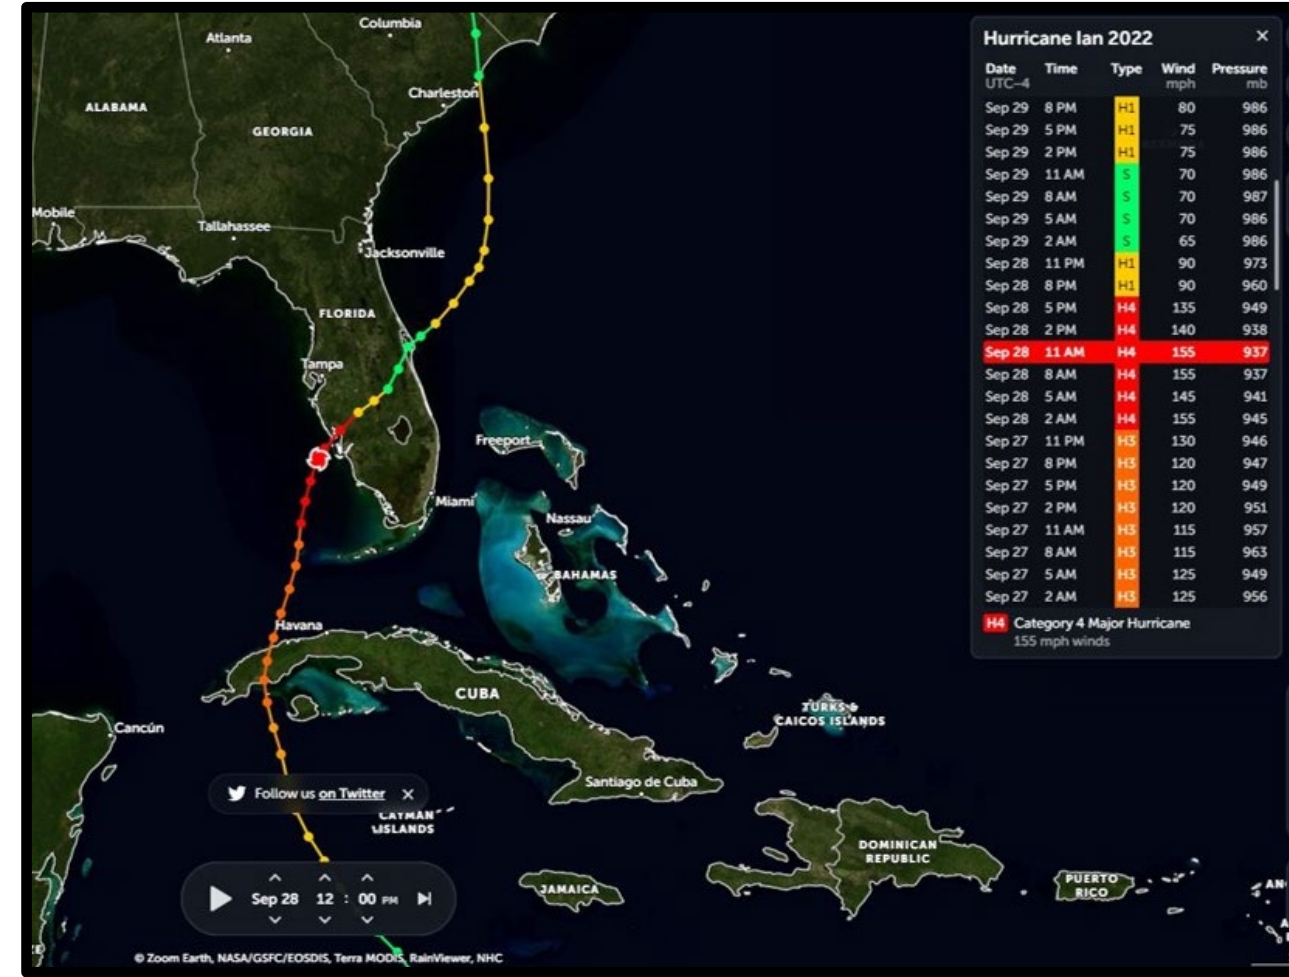 Columbia
Atlanta
Charleston
ALABAMA
GEORGIA
Mobile
Tallahassee
Jacksonville
FLORIDA
Tampa
Freeport
Miami
Nassau
BAHAMAS
Havana
CUBA
TURKS &
CAICOS ISLANDS
Cancún
Santiago de Cuba
Follow us on Twitter ×
CAYMAN
ISLANDS
DOMINICAN
REPUBLIC
JAMAICA
PUERTO
RICO
Sep 28 12 : 00 PM
© Zoom Earth, NASA/GSFC/EOSDIS, Terra MODIS, RainViewer, NHC
Hurricane Ian 2022 ×
Date Time Type Wind Pressure
UTC–4 mph mb
Sep 29 8 PM H1 80 986
Sep 29 5 PM H1 75 986
Sep 29 2 PM H1 75 986
Sep 29 11 AM S 70 986
Sep 29 8 AM S 70 987
Sep 29 5 AM S 70 986
Sep 29 2 AM S 65 986
Sep 28 11 PM H1 90 973
Sep 28 8 PM H1 90 960
Sep 28 5 PM H4 135 949
Sep 28 2 PM H4 140 938
Sep 28 11 AM H4 155 937
Sep 28 8 AM H4 155 937
Sep 28 5 AM H4 145 941
Sep 28 2 AM H4 155 945
Sep 27 11 PM H3 130 946
Sep 27 8 PM H3 120 947
Sep 27 5 PM H3 120 949
Sep 27 2 PM H3 120 951
Sep 27 11 AM H3 115 957
Sep 27 8 AM H3 115 963
Sep 27 5 AM H3 125 949
Sep 27 2 AM H3 125 956
H4 Category 4 Major Hurricane
155 mph winds